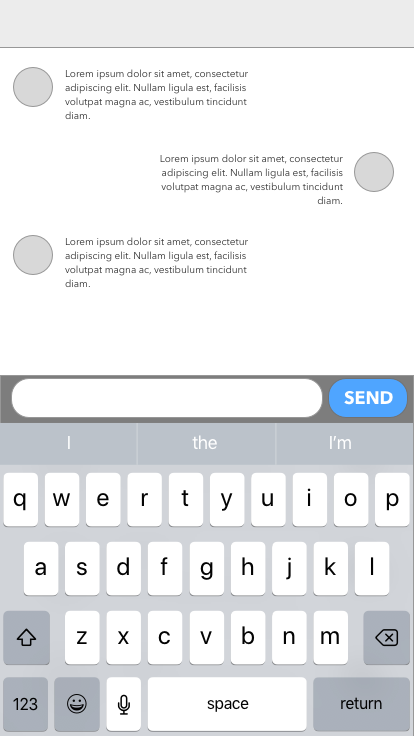 Lorem ipsum dolor sit amet, consectetur
adipiscing elit. Nullam ligula est, facilisis
volutpat magna ac, vestibulum tincidunt
diam.
Lorem ipsum dolor sit amet, consectetur
adipiscing elit. Nullam ligula est, facilisis
volutpat magna ac, vestibulum tincidunt
diam.
Lorem ipsum dolor sit amet, consectetur
adipiscing elit. Nullam ligula est, facilisis
volutpat magna ac, vestibulum tincidunt
diam.
SEND
I the I'm
q w e r t y u i o p
a s d f g h j k l
z x c v b n m
123 space return